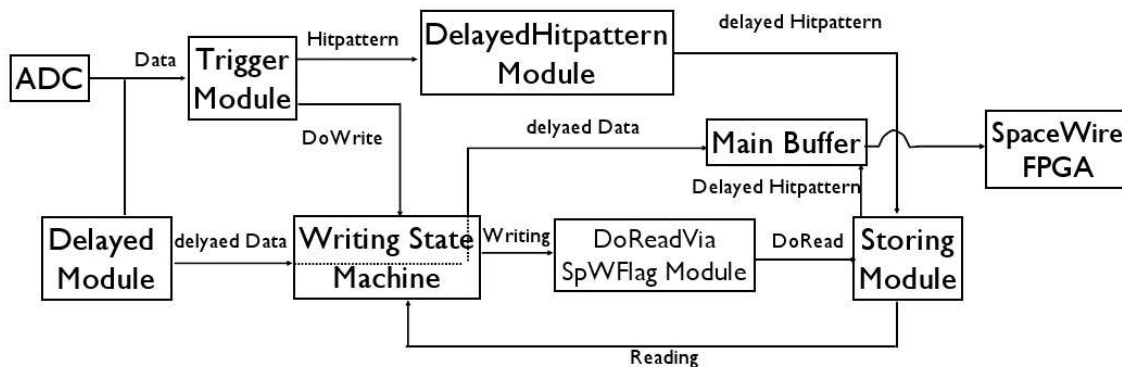 delayed Hitpattern
Hitpattern
DelayedHitpattern
Module
Data
Trigger
Module
ADC
DoWrite
delyaed Data
Main Buffer
SpaceWire
FPGA
Delayed Hitpattern
Delayed
Module
delyaed Data
Writing State
Machine
Writing
DoReadVia
SpWFlag Module
DoRead
Storing
Module
Reading